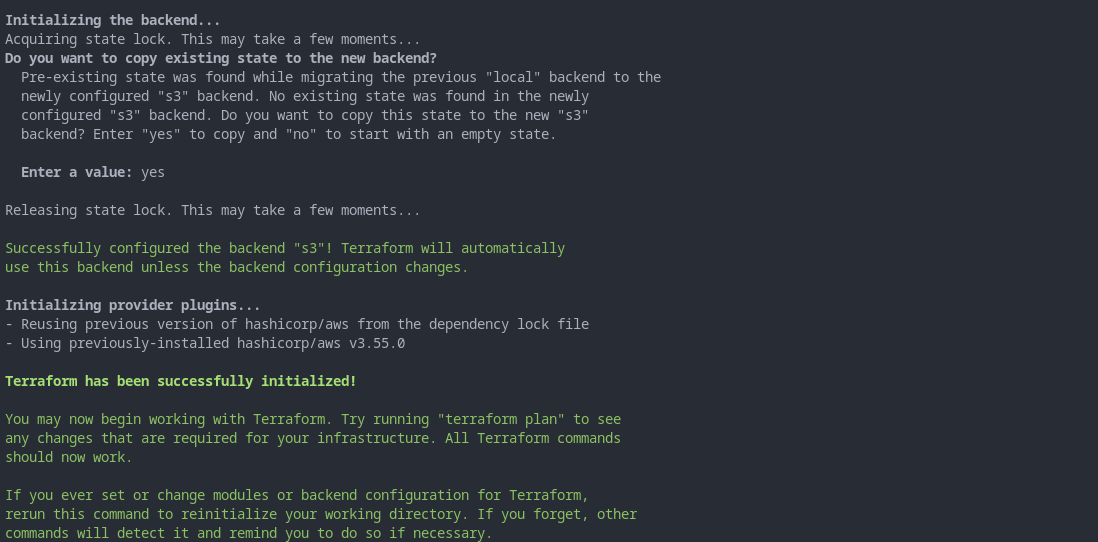 Initializing the backend...
Acquiring state lock. This may take a few moments...
Do you want to copy existing state to the new backend?
Pre-existing state was found while migrating the previous "local" backend to the
newly configured "s3" backend. No existing state was found in the newly
configured "s3" backend. Do you want to copy this state to the new "s3"
backend? Enter "yes" to copy and "no" to start with an empty state.
Enter a value: yes
Releasing state lock. This may take a few moments...
Successfully configured the backend "s3"! Terraform will automatically
use this backend unless the backend configuration changes.
Initializing provider plugins...
- Reusing previous version of hashicorp/aws from the dependency lock file
- Using previously-installed hashicorp/aws v3.55.0
Terraform has been successfully initialized!
You may now begin working with Terraform. Try running "terraform plan" to see
any changes that are required for your infrastructure. All Terraform commands
should now work.
If you ever set or change modules or backend configuration for Terraform,
rerun this command to reinitialize your working directory. If you forget, other
commands will detect it and remind you to do so if necessary.